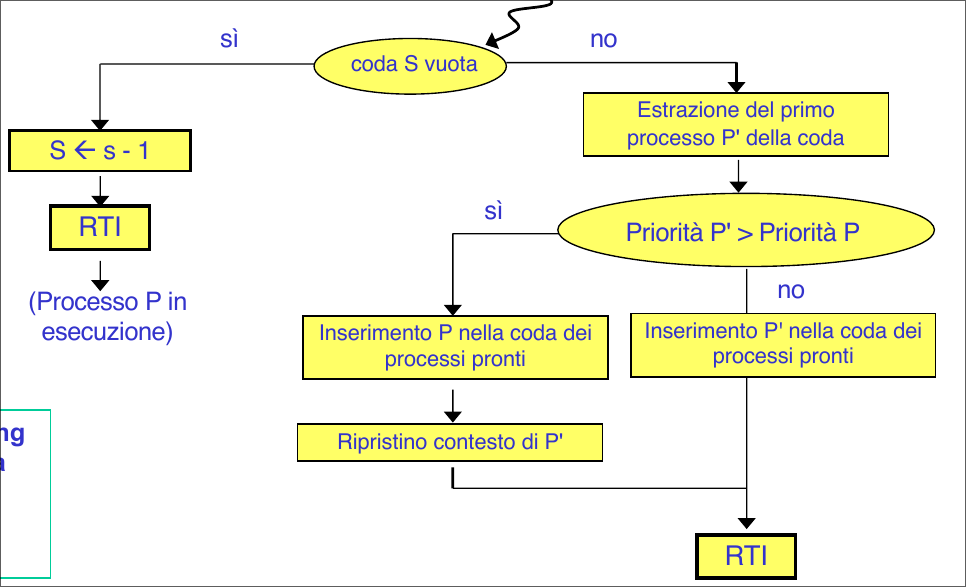 sì
no
coda S vuota
Estrazione del primo
processo P' della coda
S ← s - 1
RTI
sì
Priorità P' > Priorità P
(Processo P in
esecuzione)
no
Inserimento P nella coda dei
processi pronti
Inserimento P' nella coda dei
processi pronti
ng
a
Ripristino contesto di P'
RTI